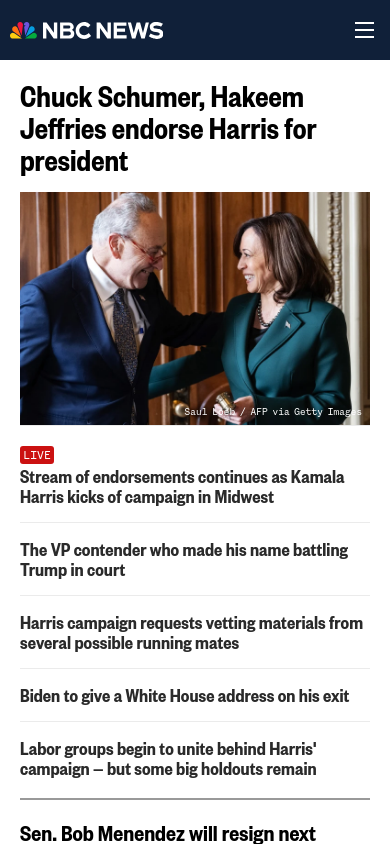 NBC NEWS
Chuck Schumer, Hakeem
Jeffries endorse Harris for
president
Saul Loeb / AFP via Getty Images
LIVE
Stream of endorsements continues as Kamala
Harris kicks of campaign in Midwest
The VP contender who made his name battling
Trump in court
Harris campaign requests vetting materials from
several possible running mates
Biden to give a White House address on his exit
Labor groups begin to unite behind Harris'
campaign — but some big holdouts remain
Sen. Bob Menendez will resign next